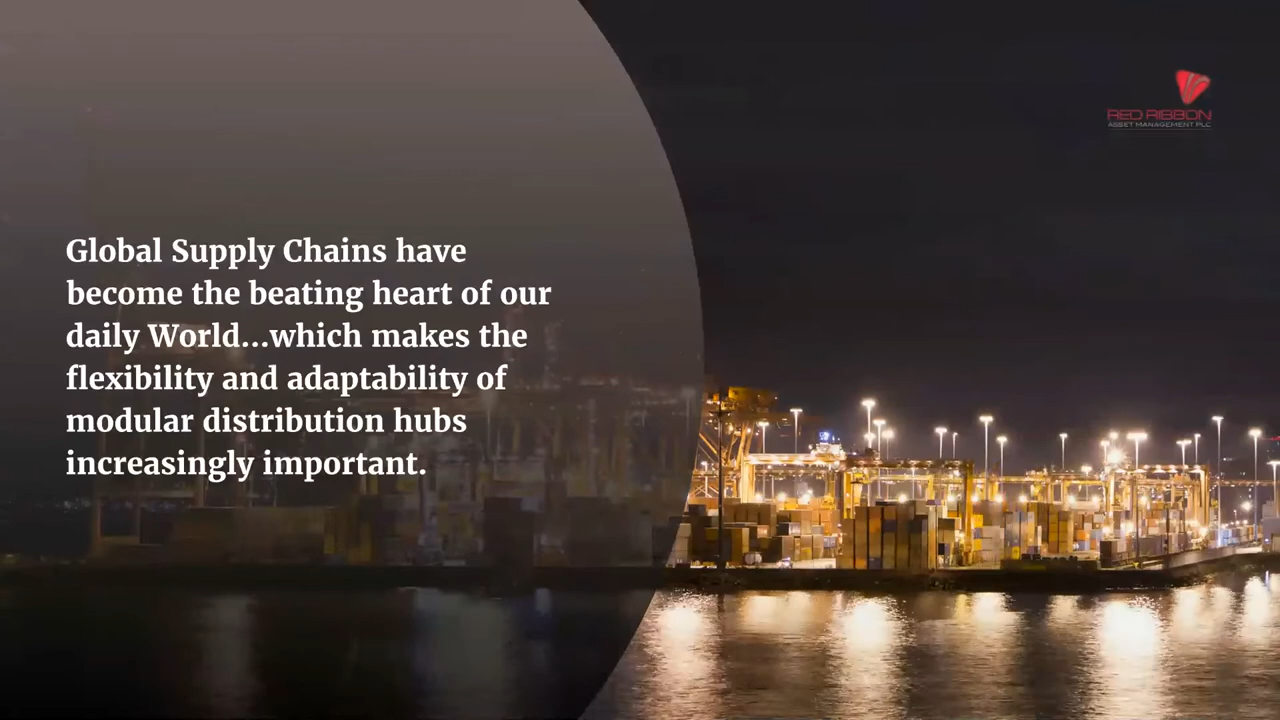 Global Supply Chains have
become the beating heart of our
daily World...which makes the
flexibility and adaptability of
modular distribution hubs
increasingly important.
RED RIBBON
ASSET MANAGEMENT PLC